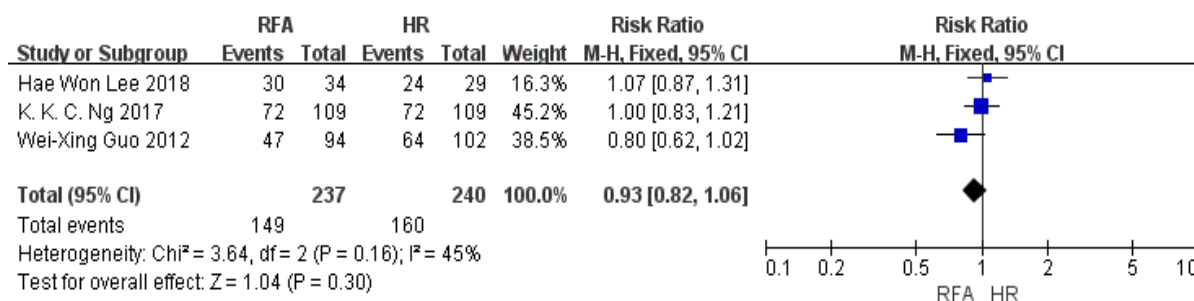 RFA HR Risk Ratio Risk Ratio
Study or Subgroup Events Total Events Total Weight M-H, Fixed, 95% CI M-H, Fixed, 95% CI
Hae Won Lee 2018 30 34 24 29 16.3% 1.07 [0.87, 1.31]
K. K. C. Ng 2017 72 109 72 109 45.2% 1.00 [0.83, 1.21]
Wei-Xing Guo 2012 47 94 64 102 38.5% 0.80 [0.62, 1.02]
Total (95% CI) 237 240 100.0% 0.93 [0.82, 1.06]
Total events 149 160
Heterogeneity: Chi² = 3.64, df = 2 (P = 0.16); I² = 45%
Test for overall effect: Z = 1.04 (P = 0.30)
0.1 0.2 0.5 1 2 5 10
RFA HR